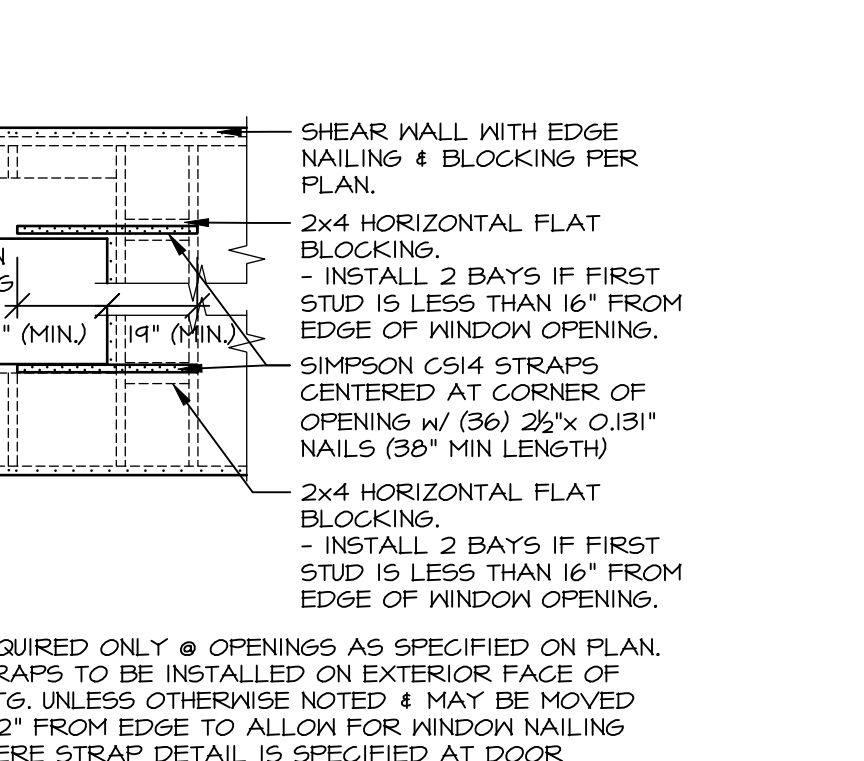 SHEAR WALL WITH EDGE
NAILING & BLOCKING PER
PLAN.
2x4 HORIZONTAL FLAT
BLOCKING.
- INSTALL 2 BAYS IF FIRST
STUD IS LESS THAN 16" FROM
EDGE OF WINDOW OPENING.
" (MIN.)
19" (MIN.)
SIMPSON CS14 STRAPS
CENTERED AT CORNER OF
OPENING w/ (36) 2½"x 0.131"
NAILS (38" MIN LENGTH)
2x4 HORIZONTAL FLAT
BLOCKING.
- INSTALL 2 BAYS IF FIRST
STUD IS LESS THAN 16" FROM
EDGE OF WINDOW OPENING.
QUIRED ONLY @ OPENINGS AS SPECIFIED ON PLAN.
RAPS TO BE INSTALLED ON EXTERIOR FACE OF
TG. UNLESS OTHERWISE NOTED & MAY BE MOVED
2" FROM EDGE TO ALLOW FOR WINDOW NAILING
ERE STRAP DETAIL IS SPECIFIED AT DOOR